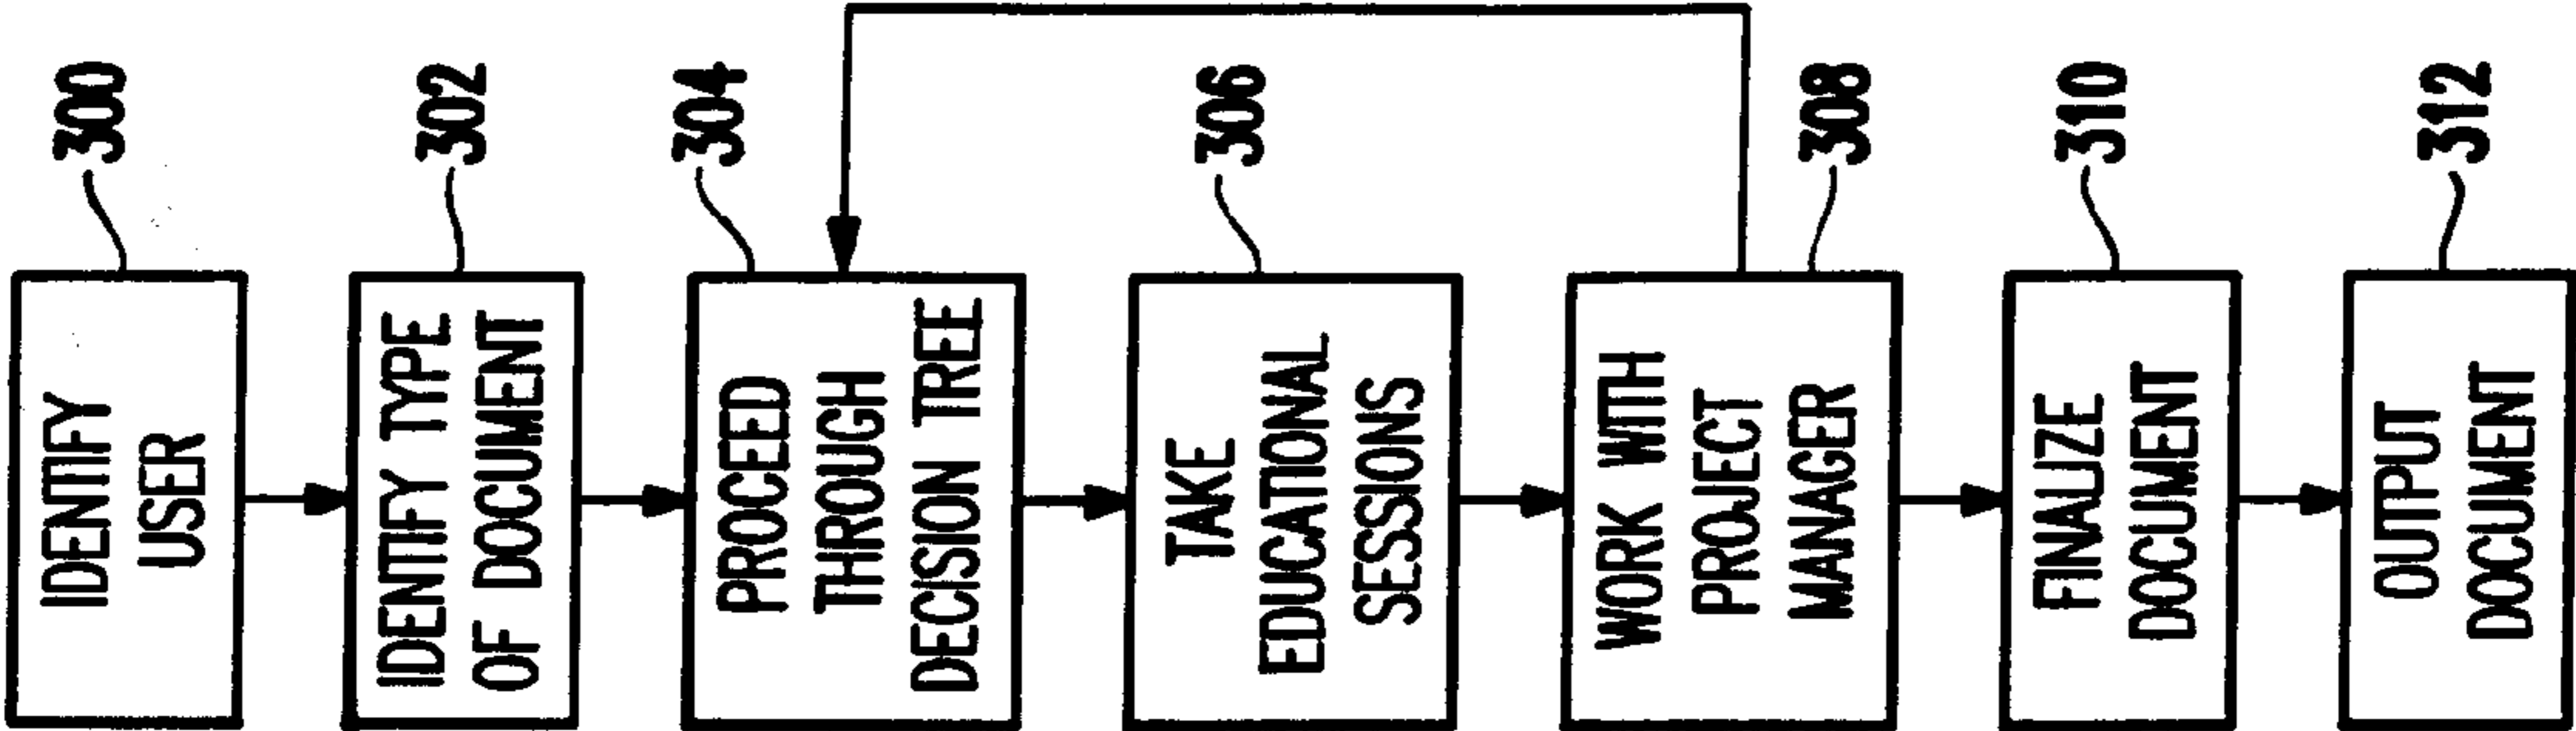 IDENTIFY
USER
300
IDENTIFY TYPE
OF DOCUMENT
302
PROCEED
THROUGH
DECISION TREE
304
TAKE
EDUCATIONAL
SESSIONS
306
WORK WITH
PROJECT
MANAGER
308
FINALIZE
DOCUMENT
310
OUTPUT
DOCUMENT
312